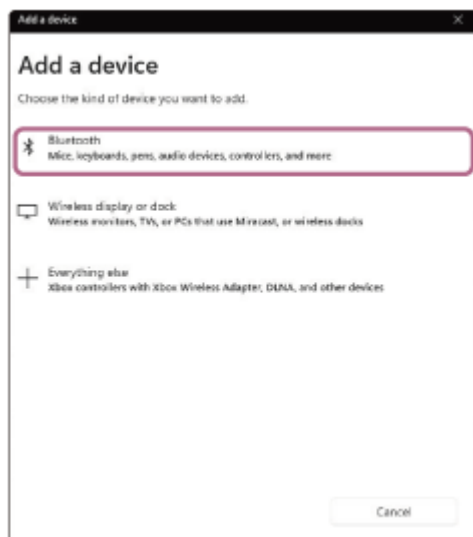 Add a device
Add a device
Choose the kind of device you want to add.
Bluetooth
Mice, keyboards, pens, audio devices, controllers, and more
Wireless display or dock
Wireless monitors, TVs, or PCs that use Miracast, or wireless docks
Everything else
Xbox controllers with Xbox Wireless Adapter, DLNA, and other devices
Cancel